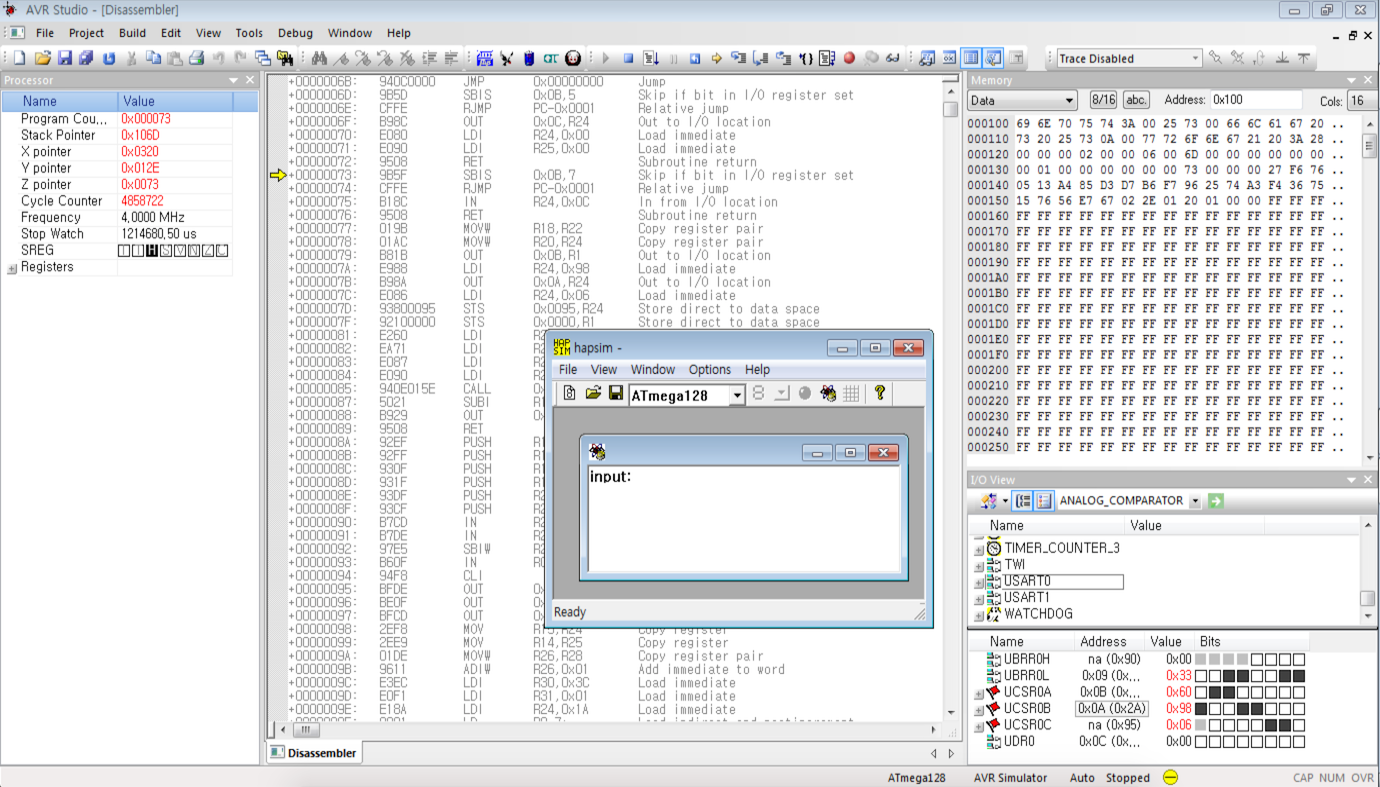 AVR Studio - [Disassembler]
File Project Build Edit View Tools Debug Window Help
Trace Disabled
Processor
Name Value
Program Cou,,, 0x000073
Stack Pointer 0x106D
X pointer 0x0320
Y pointer 0x012E
Z pointer 0x0073
Cycle Counter 4858722
Frequency 4,0000 MHz
Stop Watch 1214680,50 us
SREG I T H S V N Z C
Registers
+0000006B: 940C0000 JMP 0x00000000 Jump
+0000006D: 9B5D SBIS 0x0B,5 Skip if bit in I/O register set
+0000006E: CFFE RJMP PC-0x0001 Relative jump
+0000006F: B98C OUT 0x0C,R24 Out to I/O location
+00000070: E080 LDI R24,0x00 Load immediate
+00000071: E090 LDI R25,0x00 Load immediate
+00000072: 9508 RET Subroutine return
+00000073: 9B5F SBIS 0x0B,7 Skip if bit in I/O register set
+00000074: CFFE RJMP PC-0x0001 Relative jump
+00000075: B18C IN R24,0x0C In from I/O location
+00000076: 9508 RET Subroutine return
+00000077: 019B MOVW R18,R22 Copy register pair
+00000078: 01AC MOVW R20,R24 Copy register pair
+00000079: B81B OUT 0x0B,R1 Out to I/O location
+0000007A: E988 LDI R24,0x98 Load immediate
+0000007B: B98A OUT 0x0A,R24 Out to I/O location
+0000007C: E086 LDI R24,0x06 Load immediate
+0000007D: 93800095 STS 0x0095,R24 Store direct to data space
+0000007F: 92100000 STS 0x0000,R1 Store direct to data space
+00000081: E260 LDI
+00000082: EA71 LDI
+00000083: E087 LDI
+00000084: E090 LDI
+00000085: 940E015E CALL
+00000087: 5021 SUBI
+00000088: B929 OUT
+00000089: 9508 RET
+0000008A: 92EF PUSH
+0000008B: 92FF PUSH
+0000008C: 930F PUSH
+0000008D: 931F PUSH
+0000008E: 93DF PUSH
+0000008F: 93CF PUSH
+00000090: B7CD IN
+00000091: B7DE IN
+00000092: 97E5 SBIW
+00000093: B60F IN
+00000094: 94F8 CLI
+00000095: BFDE OUT
+00000096: BE0F OUT
+00000097: BFCD OUT
+00000098: 2EF8 MOV R15,R24 Copy register
+00000099: 2EE9 MOV R14,R25 Copy register
+0000009A: 01DE MOVW R26,R28 Copy register pair
+0000009B: 9611 ADIW R26,0x01 Add immediate to word
+0000009C: E3EC LDI R30,0x3C Load immediate
+0000009D: E0F1 LDI R31,0x01 Load immediate
+0000009E: E18A LDI R24,0x1A Load immediate
Disassembler
HAP SIM hapsim -
File View Window Options Help
ATmega128
input:
Ready
Memory
Data 8/16 abc. Address: 0x100 Cols: 16
000100 69 6E 70 75 74 3A 00 25 73 00 66 6C 61 67 20 ..
000110 73 20 25 73 0A 00 77 72 6F 6E 67 21 20 3A 28 ..
000120 00 00 00 02 00 00 06 00 6D 00 00 00 00 00 00 ..
000130 00 01 00 00 00 00 00 00 73 00 00 00 27 F6 76 ..
000140 05 13 A4 85 D3 D7 B6 F7 96 25 74 A3 F4 36 75 ..
000150 15 76 56 E7 67 02 2E 01 20 01 00 00 FF FF FF ..
000160 FF FF FF FF FF FF FF FF FF FF FF FF FF FF FF ..
000170 FF FF FF FF FF FF FF FF FF FF FF FF FF FF FF ..
000180 FF FF FF FF FF FF FF FF FF FF FF FF FF FF FF ..
000190 FF FF FF FF FF FF FF FF FF FF FF FF FF FF FF ..
0001A0 FF FF FF FF FF FF FF FF FF FF FF FF FF FF FF ..
0001B0 FF FF FF FF FF FF FF FF FF FF FF FF FF FF FF ..
0001C0 FF FF FF FF FF FF FF FF FF FF FF FF FF FF FF ..
0001D0 FF FF FF FF FF FF FF FF FF FF FF FF FF FF FF ..
0001E0 FF FF FF FF FF FF FF FF FF FF FF FF FF FF FF ..
0001F0 FF FF FF FF FF FF FF FF FF FF FF FF FF FF FF ..
000200 FF FF FF FF FF FF FF FF FF FF FF FF FF FF FF ..
000210 FF FF FF FF FF FF FF FF FF FF FF FF FF FF FF ..
000220 FF FF FF FF FF FF FF FF FF FF FF FF FF FF FF ..
000230 FF FF FF FF FF FF FF FF FF FF FF FF FF FF FF ..
000240 FF FF FF FF FF FF FF FF FF FF FF FF FF FF FF ..
000250 FF FF FF FF FF FF FF FF FF FF FF FF FF FF FF ..
I/O View
ANALOG_COMPARATOR
Name Value
TIMER_COUNTER_3
TWI
USART0
USART1
WATCHDOG
Name Address Value Bits
UBRR0H na (0x90) 0x00
UBRR0L 0x09 (0x,,, 0x33
UCSR0A 0x0B (0x,,, 0x60
UCSR0B 0x0A (0x2A) 0x98
UCSR0C na (0x95) 0x06
UDR0 0x0C (0x,,, 0x00
ATmega128 AVR Simulator Auto Stopped CAP NUM OVR